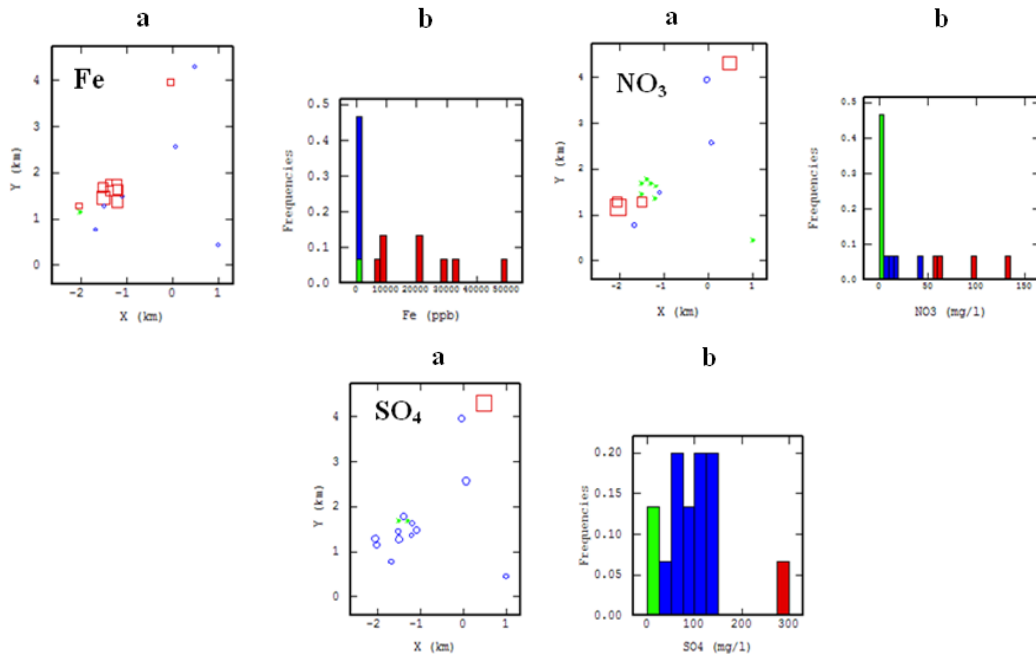 a
b
a
b
Fe
4
3
2
1
0
Y (km)
-2 -1 0 1
X (km)
0.5
0.4
0.3
0.2
0.1
0.0
Frequencies
0 10000 20000 30000 40000 50000
Fe (ppb)
NO₃
4
3
2
1
0
Y (km)
-2 -1 0 1
X (km)
0.5
0.4
0.3
0.2
0.1
0.0
Frequencies
0 50 100 150
NO3 (mg/l)
a
b
SO₄
4
3
2
1
0
Y (km)
-2 -1 0 1
X (km)
0.20
0.15
0.10
0.05
0.00
Frequencies
0 100 200 300
SO4 (mg/l)